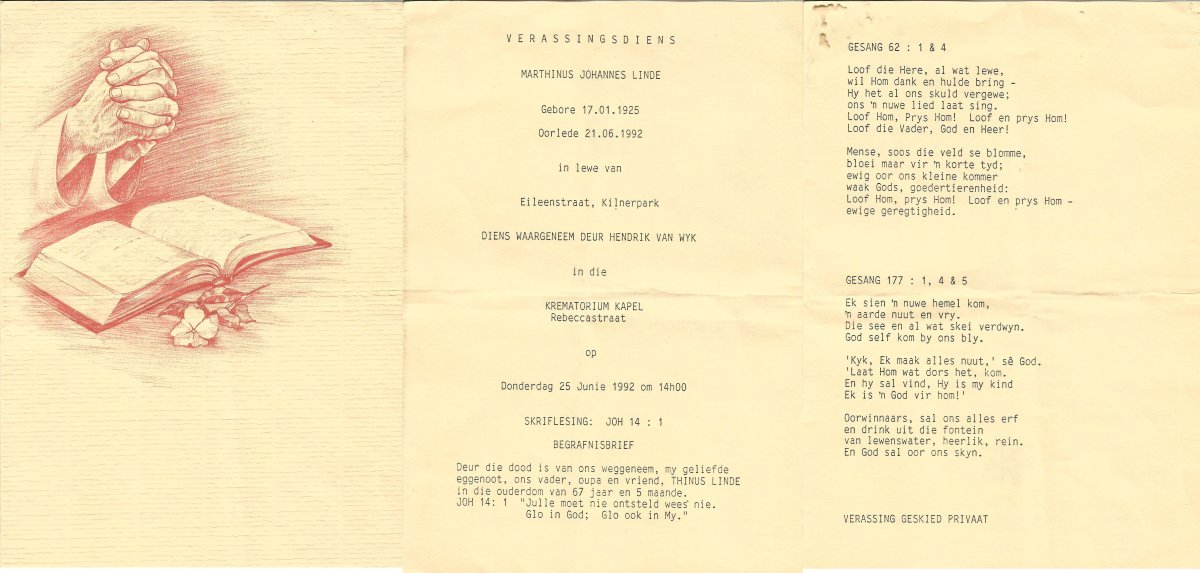 V E R A S S I N G S D I E N S
MARTHINUS JOHANNES LINDE
Gebore 17.01.1925
Oorlede 21.06.1992
in lewe van
Eileenstraat, Kilnerpark
DIENS WAARGENEEM DEUR HENDRIK VAN WYK
in die
KREMATORIUM KAPEL
Rebeccastraat
op
Donderdag 25 Junie 1992 om 14h00
SKRIFLESING: JOH 14 : 1
BEGRAFNISBRIEF
Deur die dood is van ons weggeneem, my geliefde
eggenoot, ons vader, oupa en vriend, THINUS LINDE
in die ouderdom van 67 jaar en 5 maande.
JOH 14: 1 "Julle moet nie ontsteld wees nie.
Glo in God; Glo ook in My."
GESANG 62 : 1 & 4
Loof die Here, al wat lewe,
wil Hom dank en hulde bring -
Hy het al ons skuld vergewe;
ons 'n nuwe lied laat sing.
Loof Hom, Prys Hom! Loof en prys Hom!
Loof die Vader, God en Heer!
Mense, soos die veld se blomme,
bloei maar vir 'n korte tyd;
ewig oor ons kleine kommer
waak Gods, goedertierenheid:
Loof Hom, prys Hom! Loof en prys Hom -
ewige geregtigheid.
GESANG 177 : 1, 4 & 5
Ek sien 'n nuwe hemel kom,
'n aarde nuut en vry.
Die see en al wat skei verdwyn.
God self kom by ons bly.
'Kyk, Ek maak alles nuut,' sê God.
'Laat Hom wat dors het, kom.
En hy sal vind, Hy is my kind
Ek is 'n God vir hom!'
Oorwinnaars, sal ons alles erf
en drink uit die fontein
van lewenswater, heerlik, rein.
En God sal oor ons skyn.
VERASSING GESKIED PRIVAAT